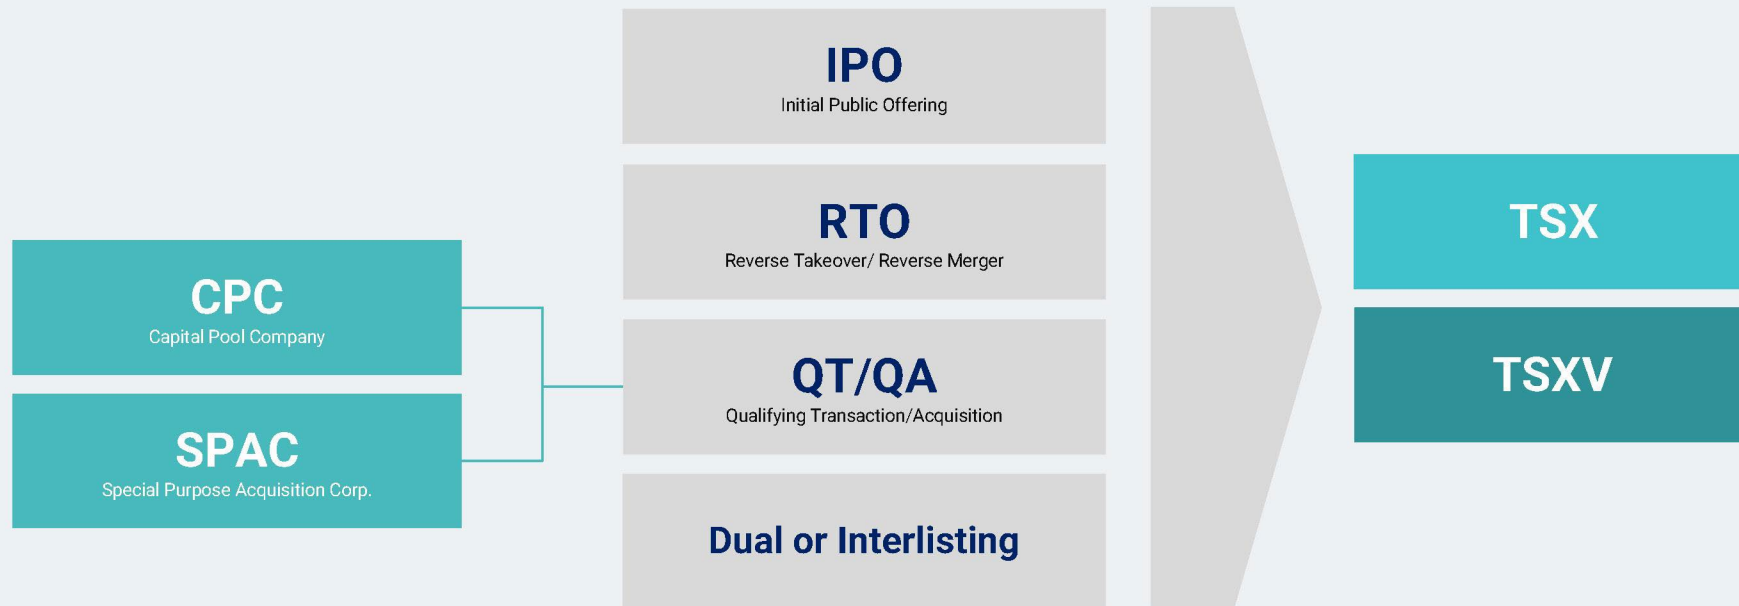 CPC
Capital Pool Company
SPAC
Special Purpose Acquisition Corp.
IPO
Initial Public Offering
RTO
Reverse Takeover/ Reverse Merger
QT/QA
Qualifying Transaction/Acquisition
Dual or Interlisting
TSX
TSXV